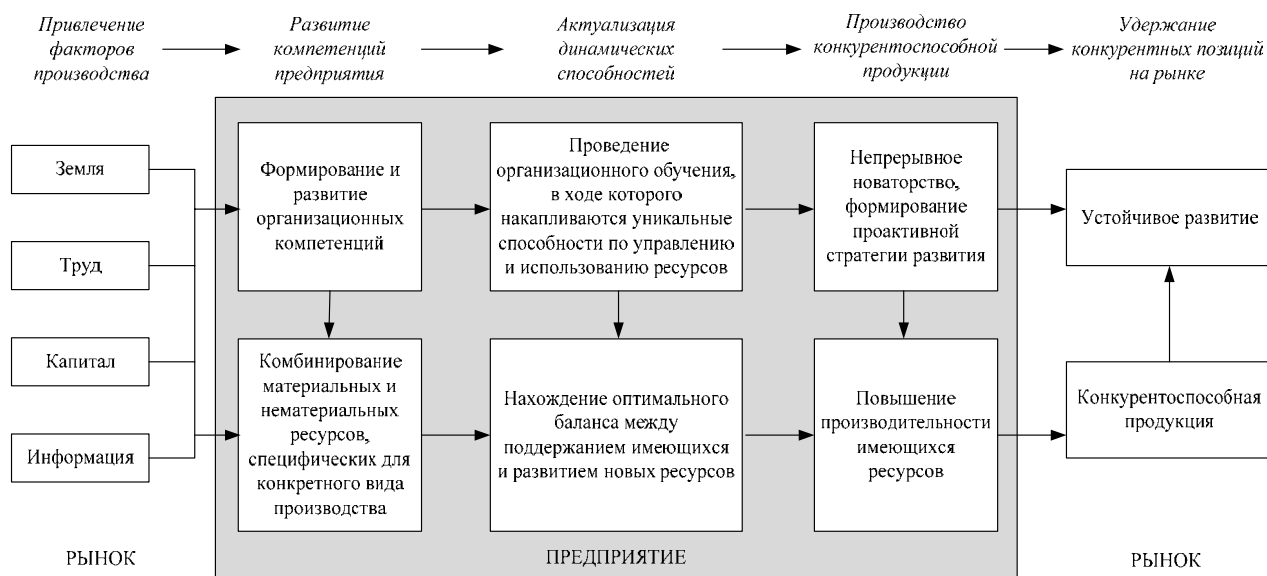 Привлечение
факторов
производства
Развитие
компетенций
предприятия
Актуализация
динамических
способностей
Производство
конкурентоспособной
продукции
Удержание
конкурентных позиций
на рынке
Земля
Труд
Капитал
Информация
Формирование и
развитие
организационных
компетенций
Проведение
организационного обучения,
в ходе которого
накапливаются уникальные
способности по управлению
и использованию ресурсов
Непрерывное
новаторство,
формирование
проактивной
стратегии развития
Устойчивое развитие
Комбинирование
материальных и
нематериальных
ресурсов,
специфических для
конкретного вида
производства
Нахождение оптимального
баланса между
поддержанием имеющихся
и развитием новых ресурсов
Повышение
производительности
имеющихся
ресурсов
Конкурентоспособная
продукция
РЫНОК
ПРЕДПРИЯТИЕ
РЫНОК